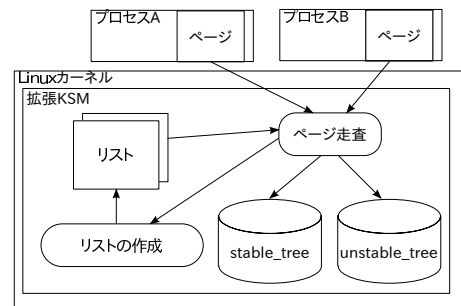 プロセスA
ページ
プロセスB
ページ
Linuxカーネル
拡張KSM
ページ走査
リスト
リストの作成
stable_tree
unstable_tree